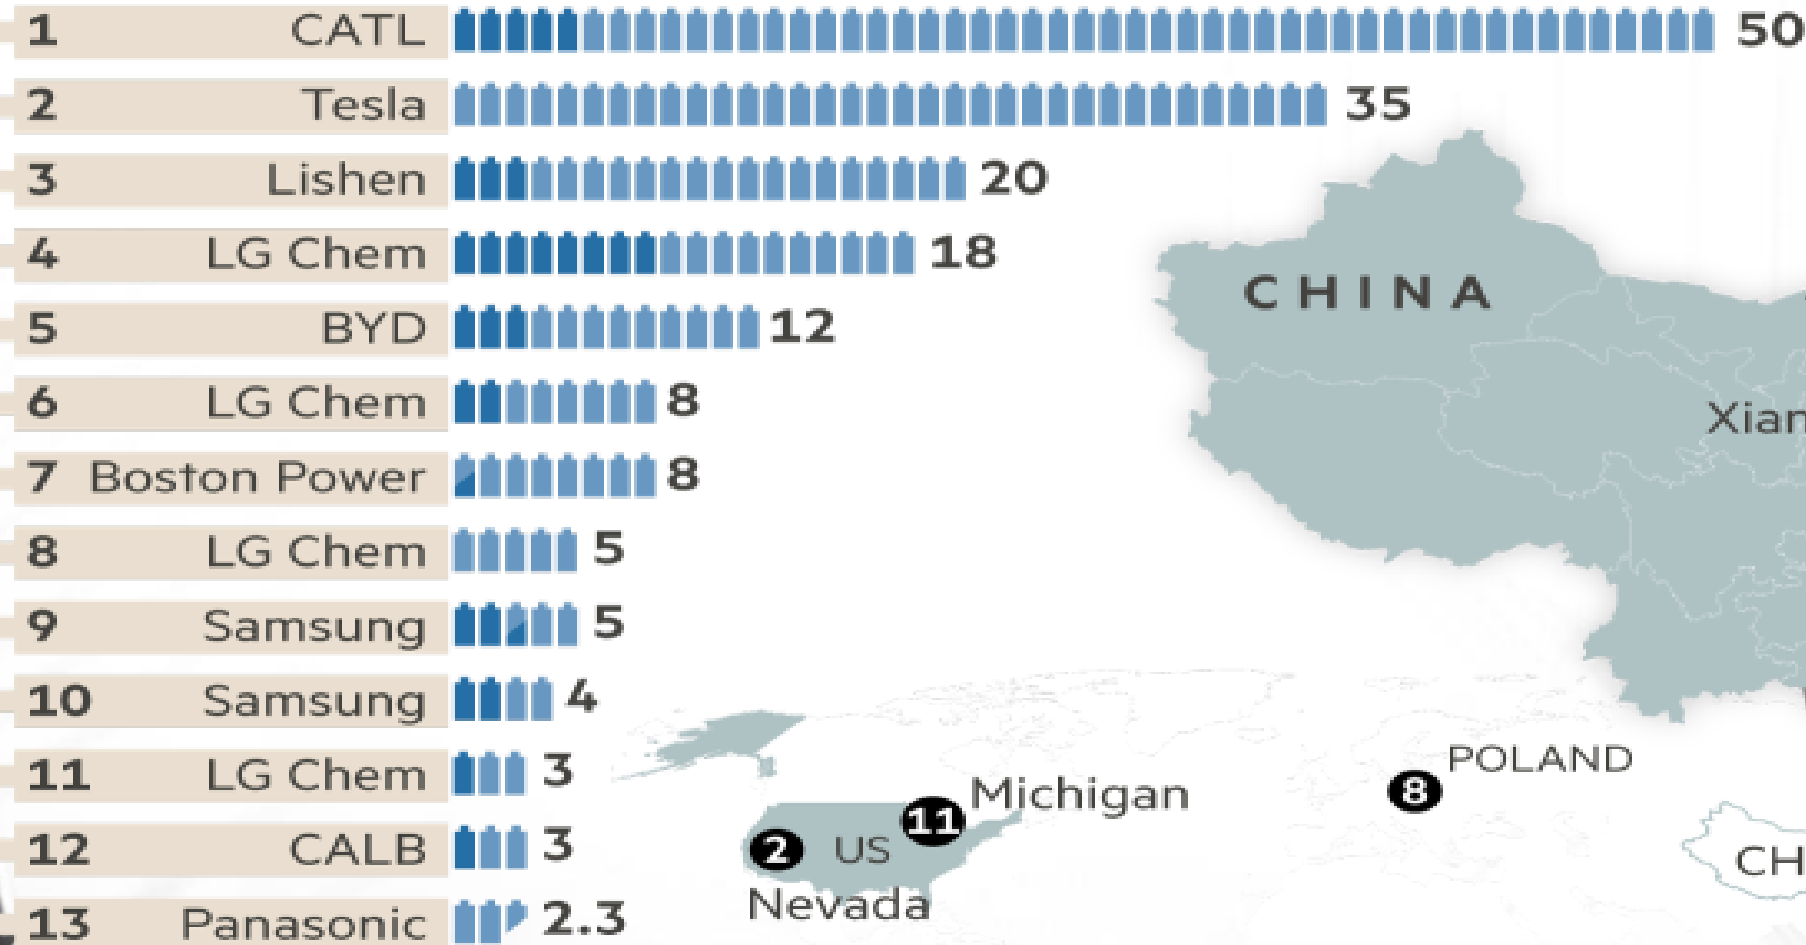 1 CATL 50
2 Tesla 35
3 Lishen 20
4 LG Chem 18
5 BYD 12
6 LG Chem 8
7 Boston Power 8
8 LG Chem 5
9 Samsung 5
10 Samsung 4
11 LG Chem 3
12 CALB 3
13 Panasonic 2.3
CHINA
Xian
POLAND
8
Michigan
11
2 US
CH
Nevada